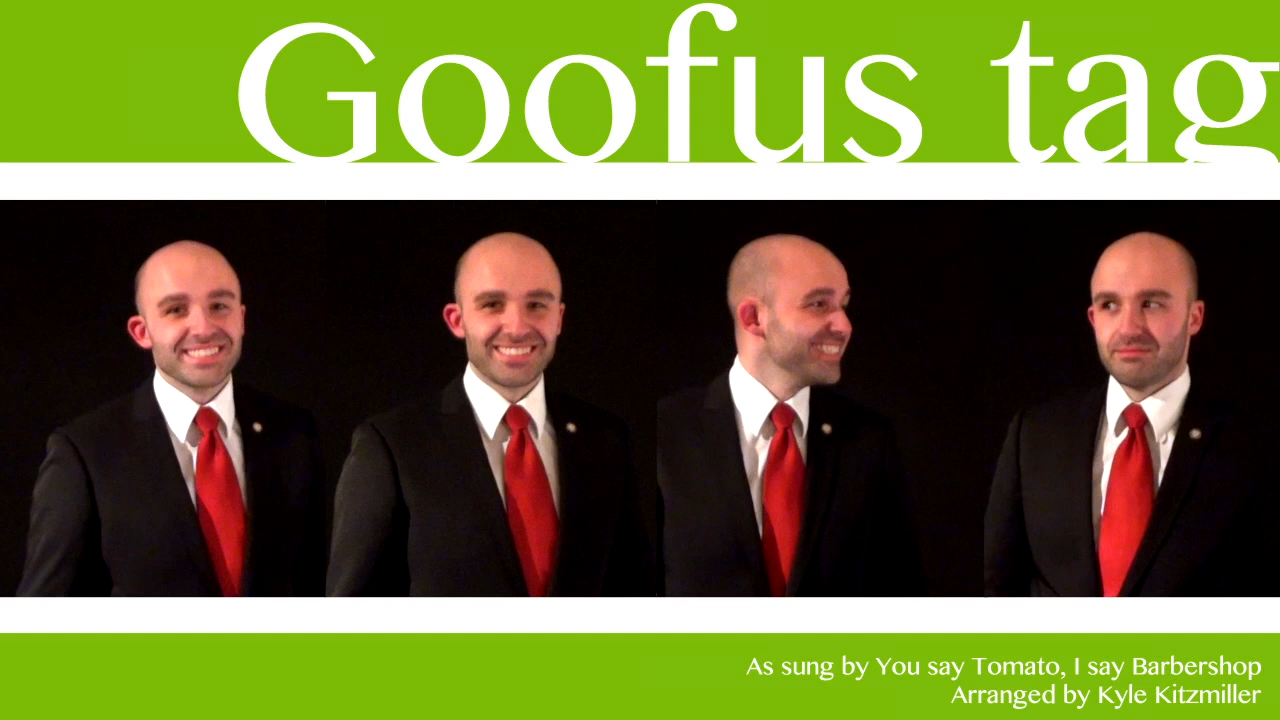 Goofus tag
As sung by You say Tomato, I say Barbershop
Arranged by Kyle Kitzmiller